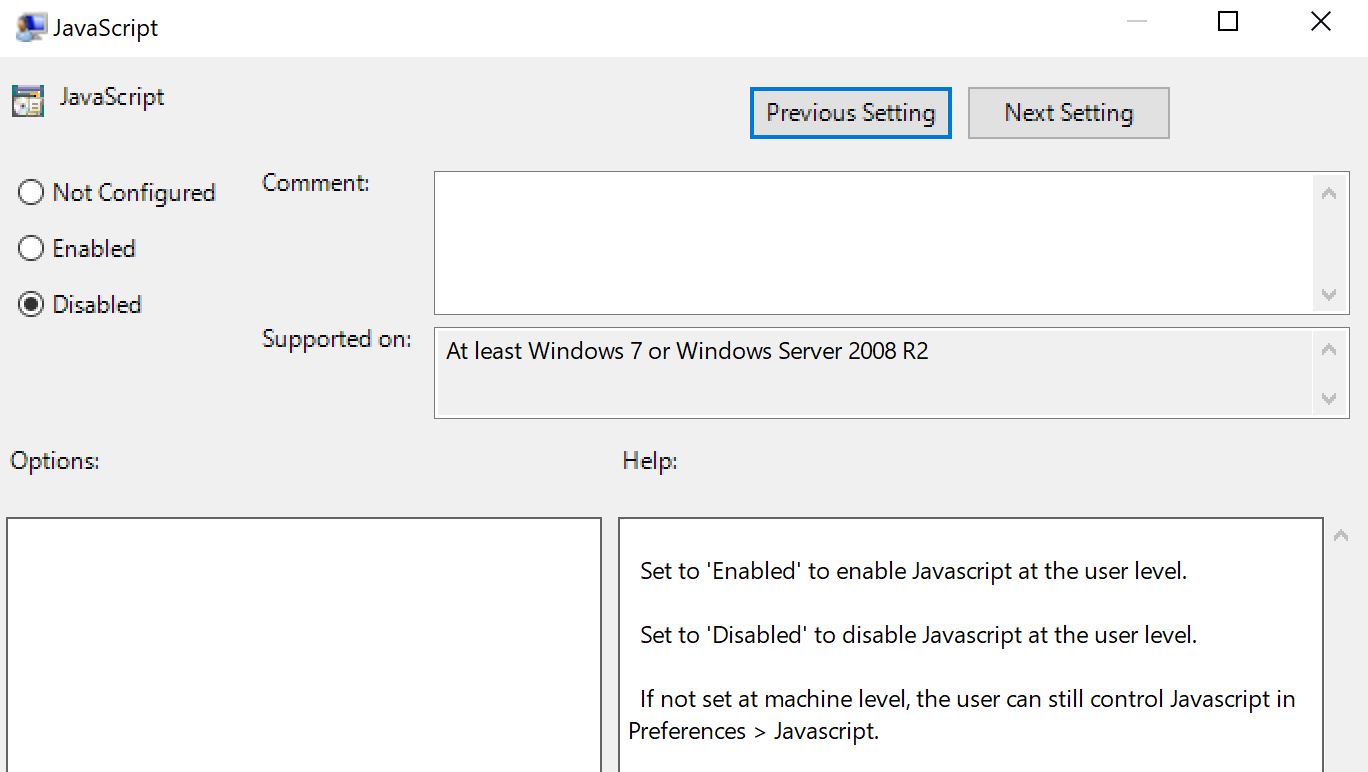 JavaScript
JavaScript
Previous Setting
Next Setting
Not Configured
Comment:
Enabled
Disabled
Supported on:
At least Windows 7 or Windows Server 2008 R2
Options:
Help:
Set to 'Enabled' to enable Javascript at the user level.
Set to 'Disabled' to disable Javascript at the user level.
If not set at machine level, the user can still control Javascript in
Preferences > Javascript.